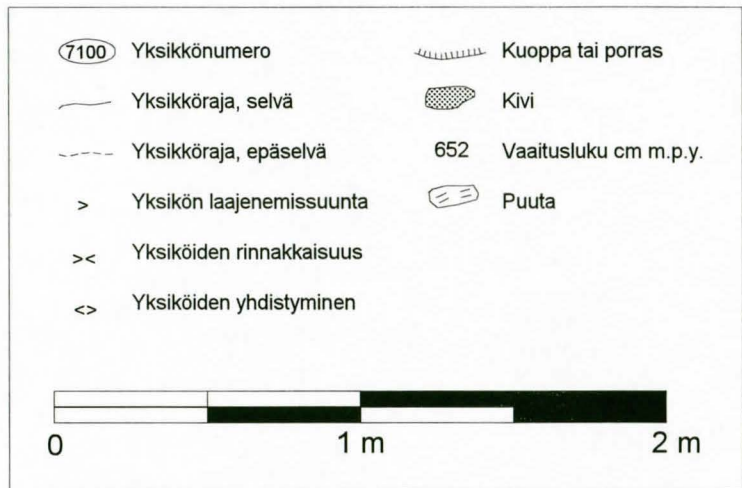 7100 Yksikkönumero
Yksikköraja, selvä
Yksikköraja, epäselvä
> Yksikön laajenemissuunta
>< Yksiköiden rinnakkaisuus
<> Yksiköiden yhdistyminen
Kuoppa tai porras
Kivi
652 Vaaitusluku cm m.p.y.
Puuta
0 1 m 2 m